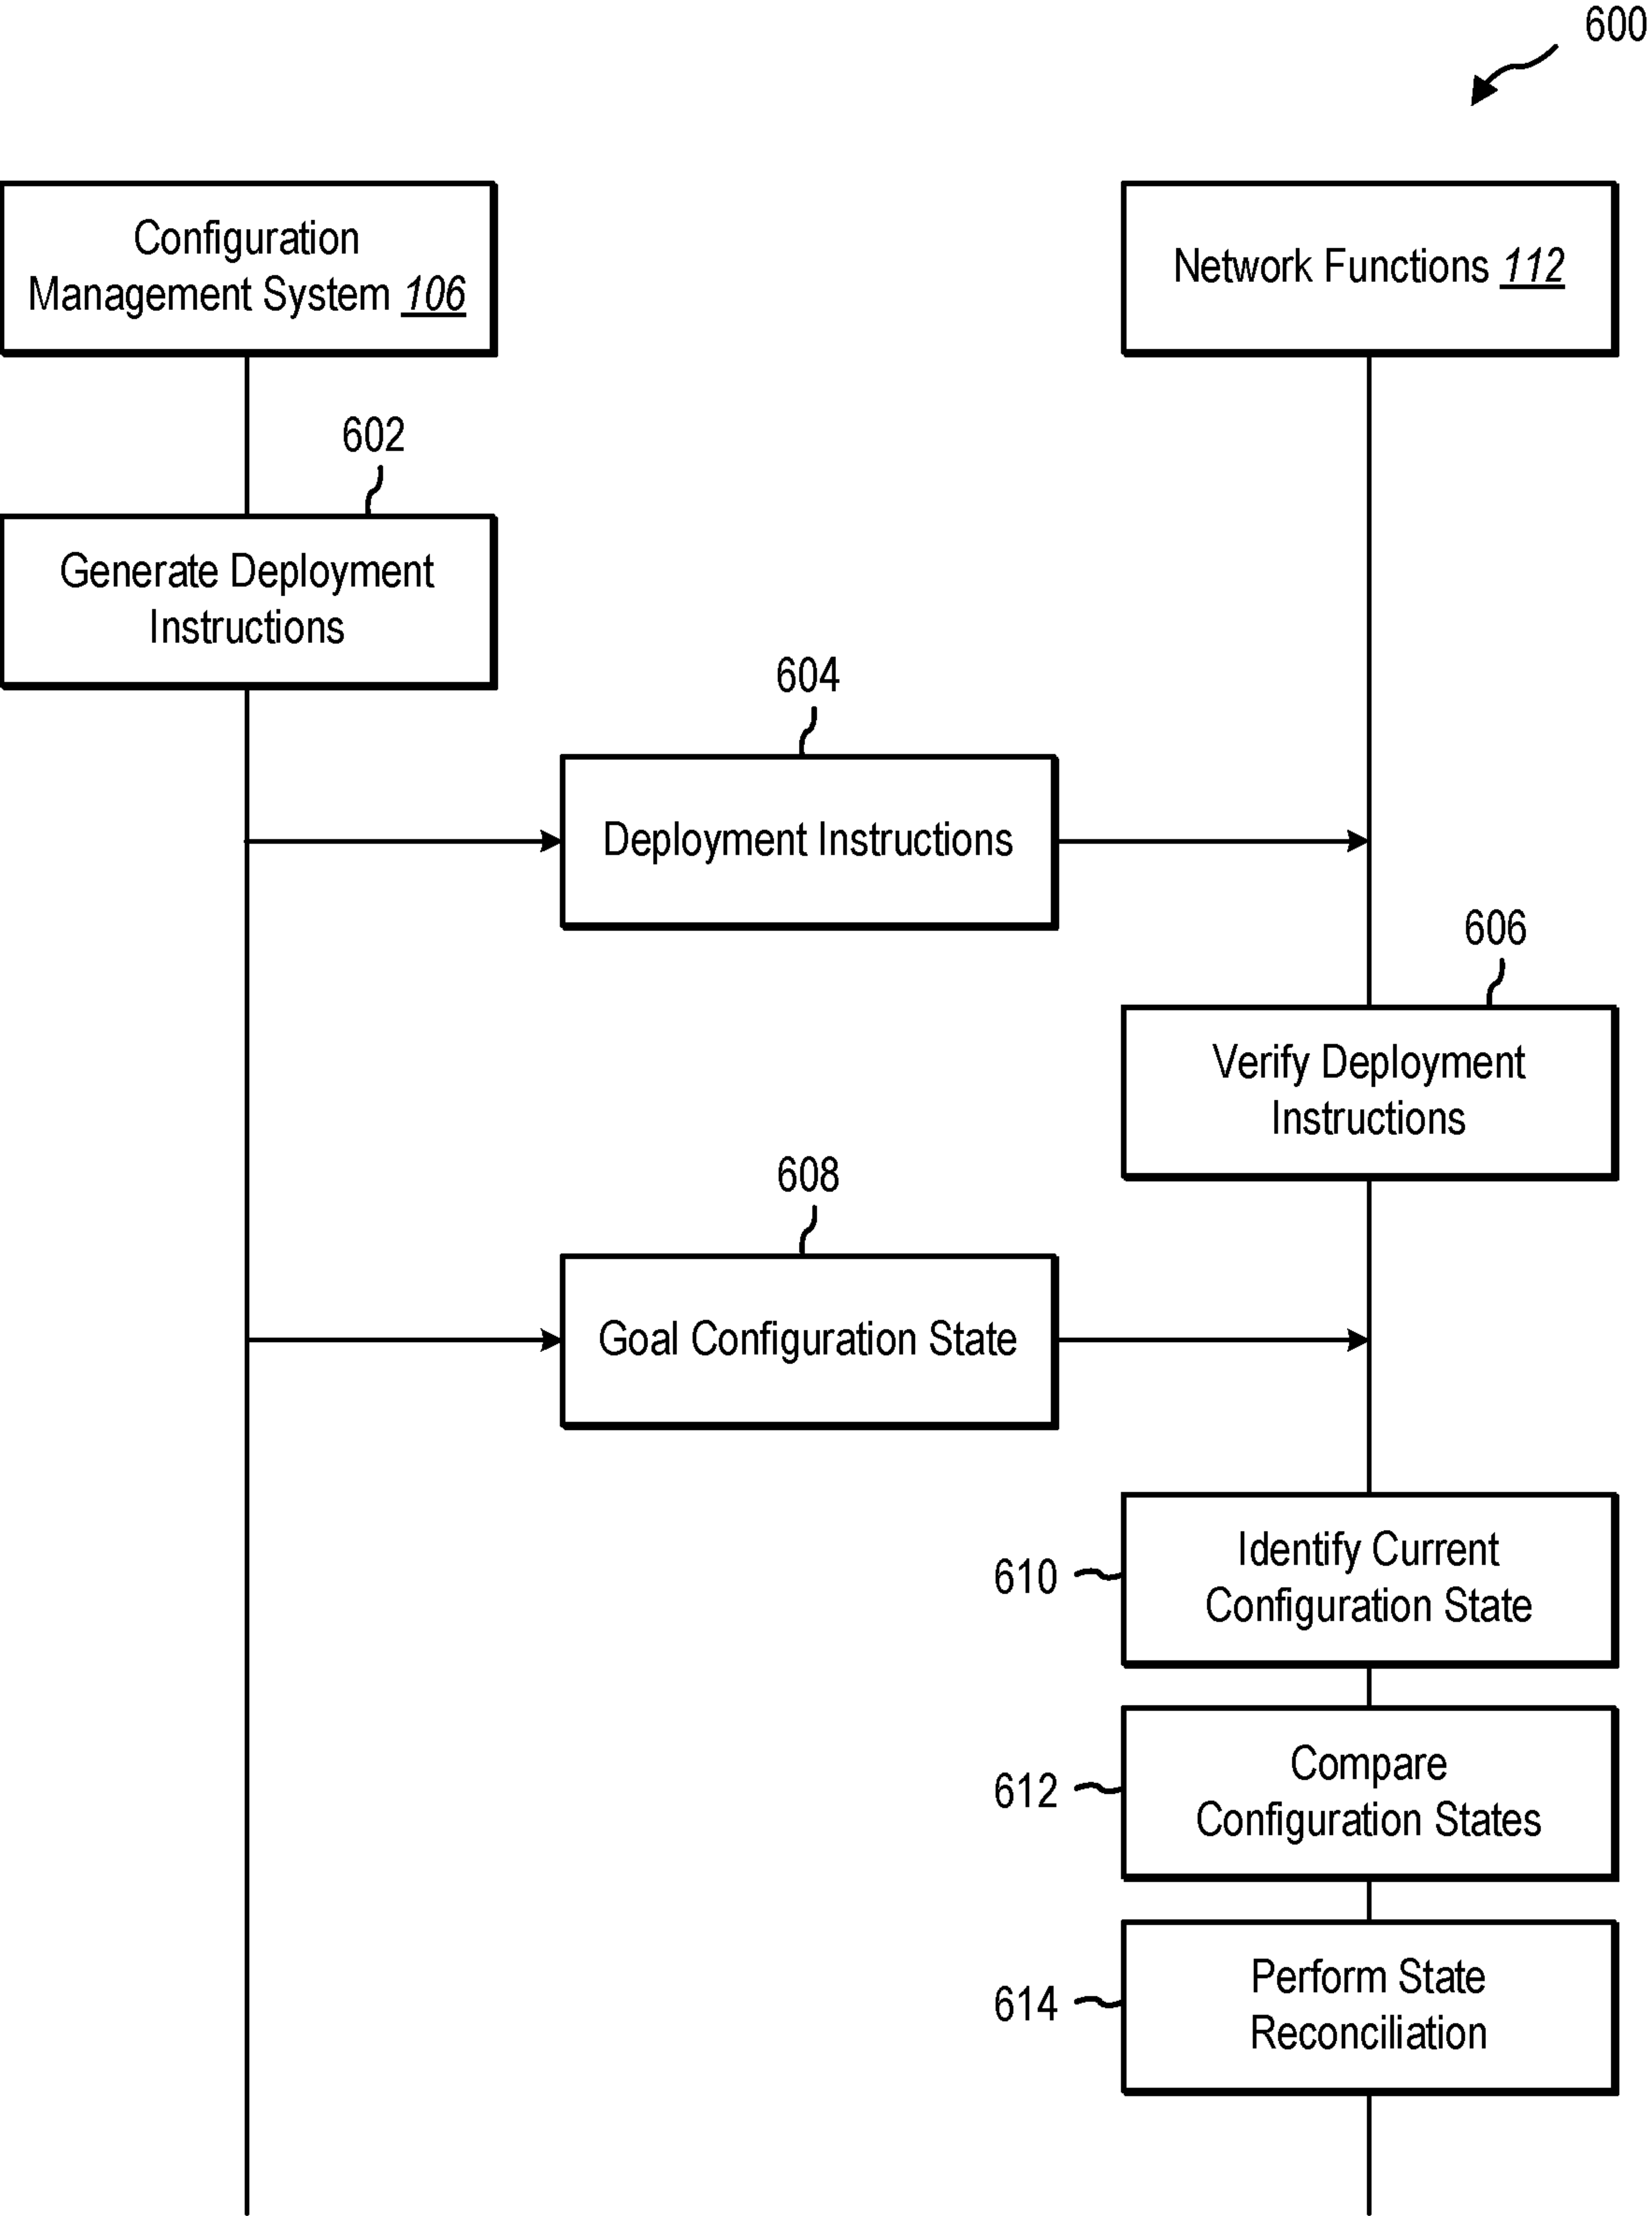 600
Configuration
Management System 106
Network Functions 112
602
Generate Deployment
Instructions
604
Deployment Instructions
606
Verify Deployment
Instructions
608
Goal Configuration State
610
Identify Current
Configuration State
612
Compare
Configuration States
614
Perform State
Reconciliation